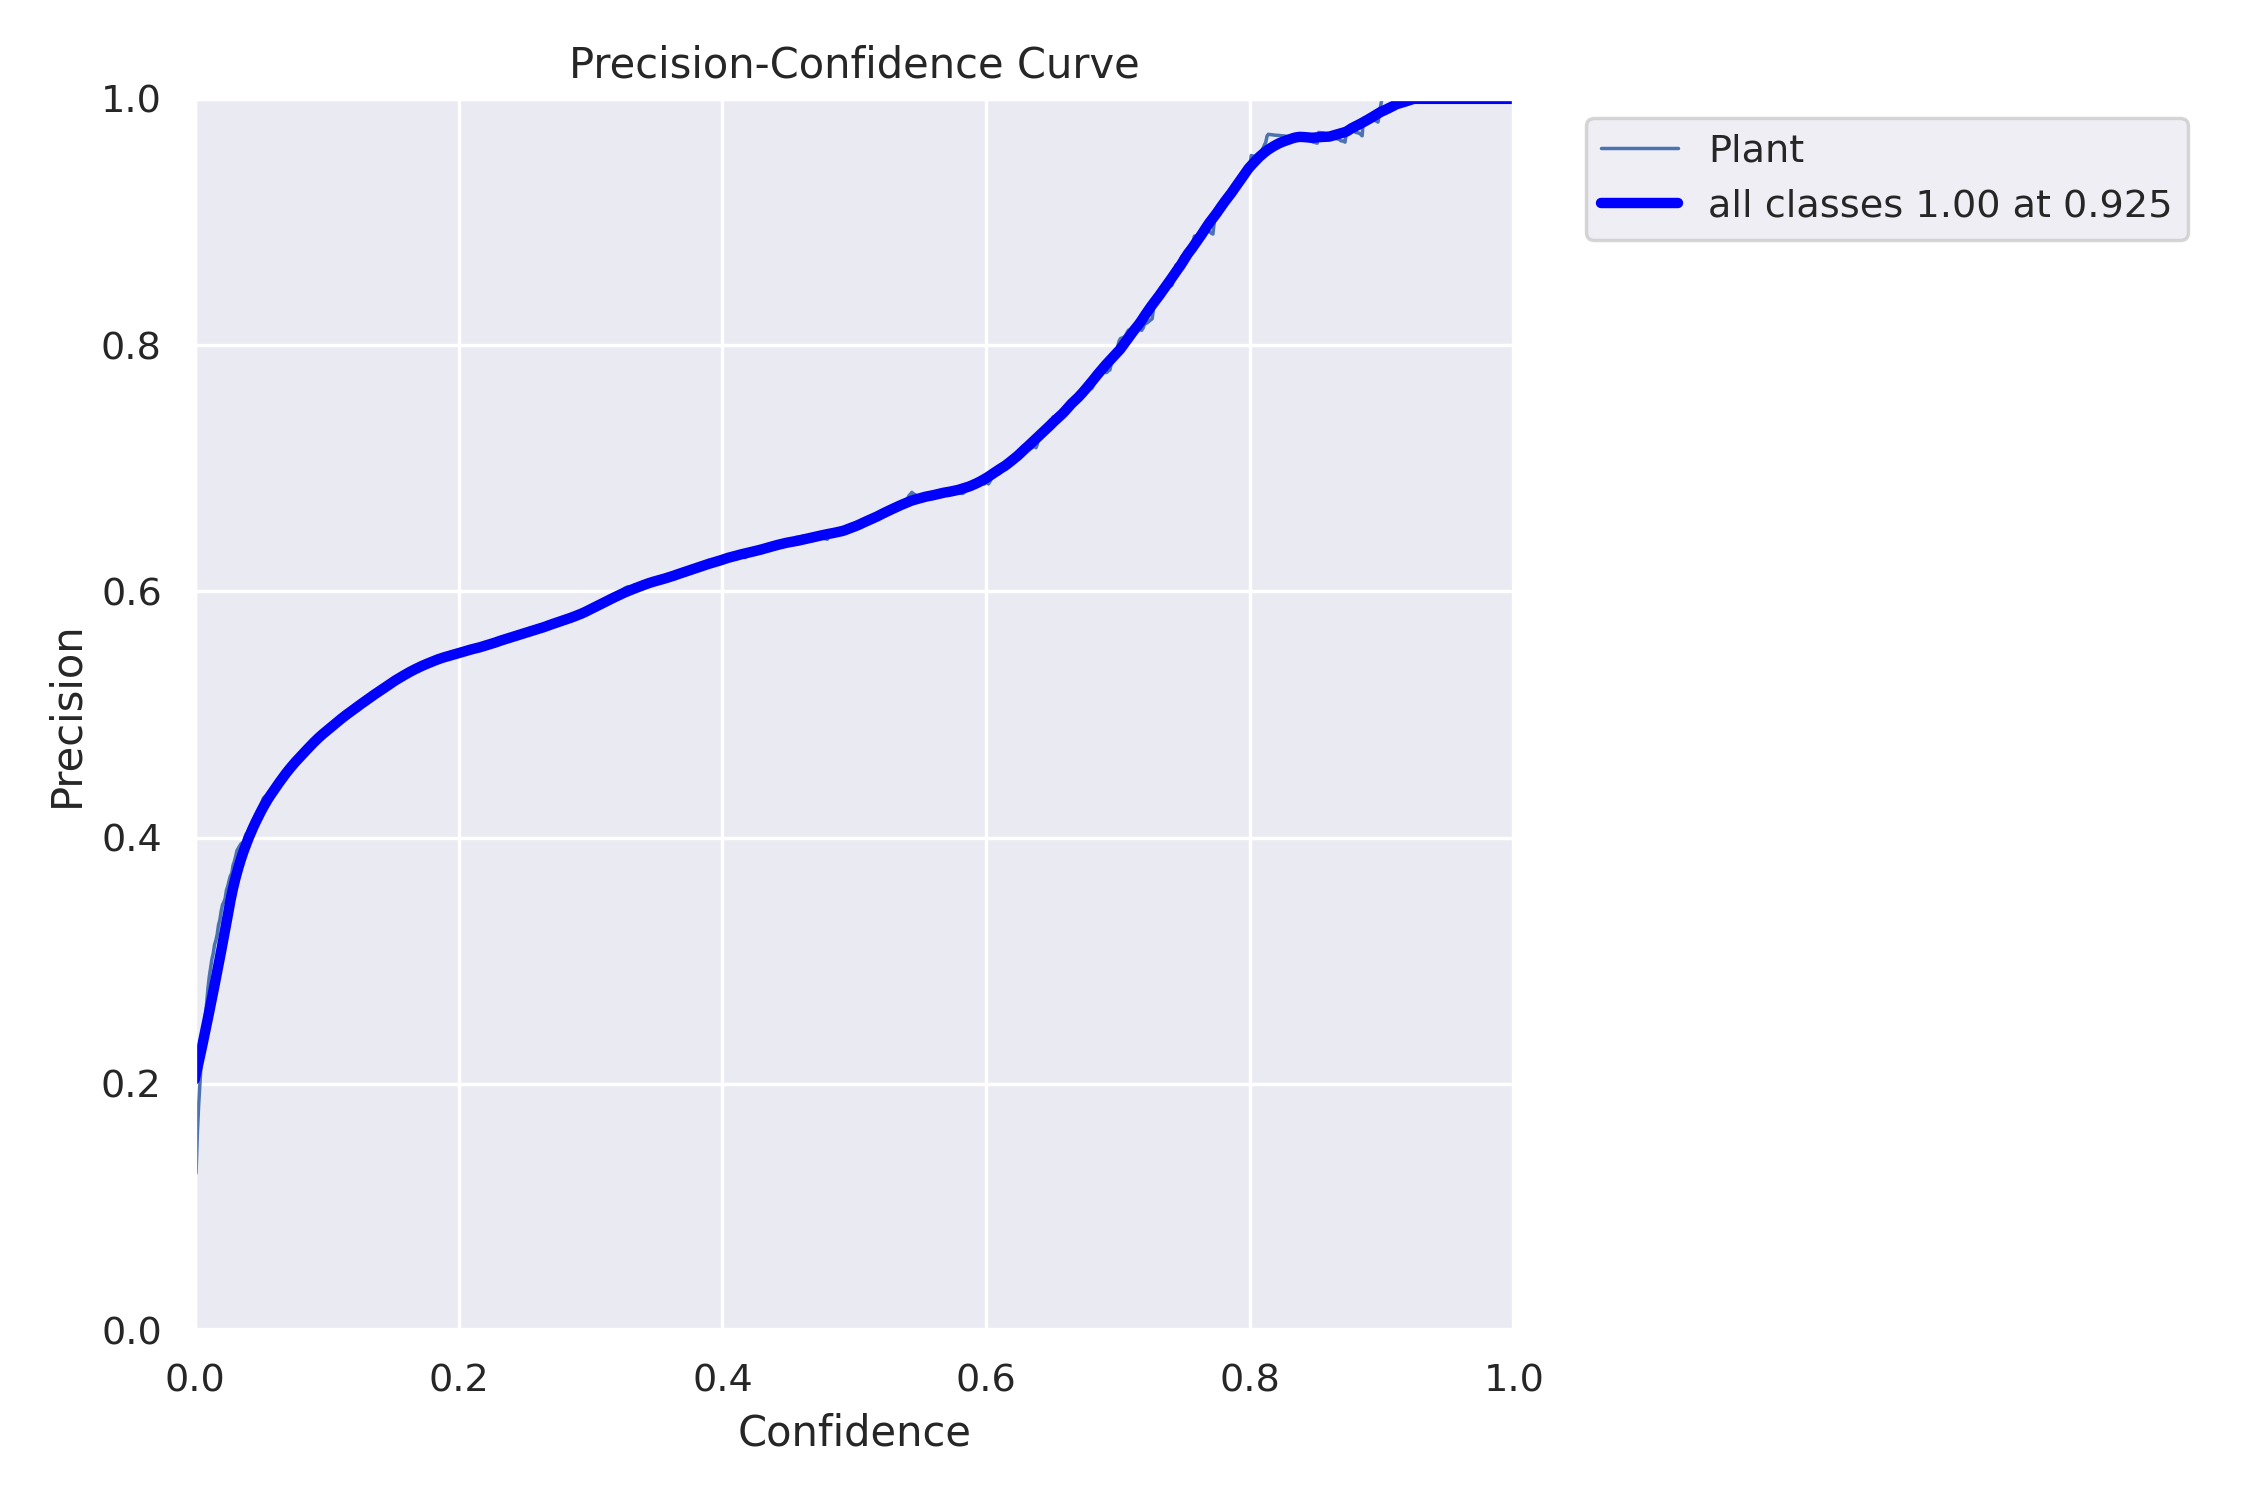 Precision-Confidence Curve
Plant
all classes 1.00 at 0.925
Precision
1.0
0.8
0.6
0.4
0.2
0.0
0.0 0.2 0.4 0.6 0.8 1.0
Confidence